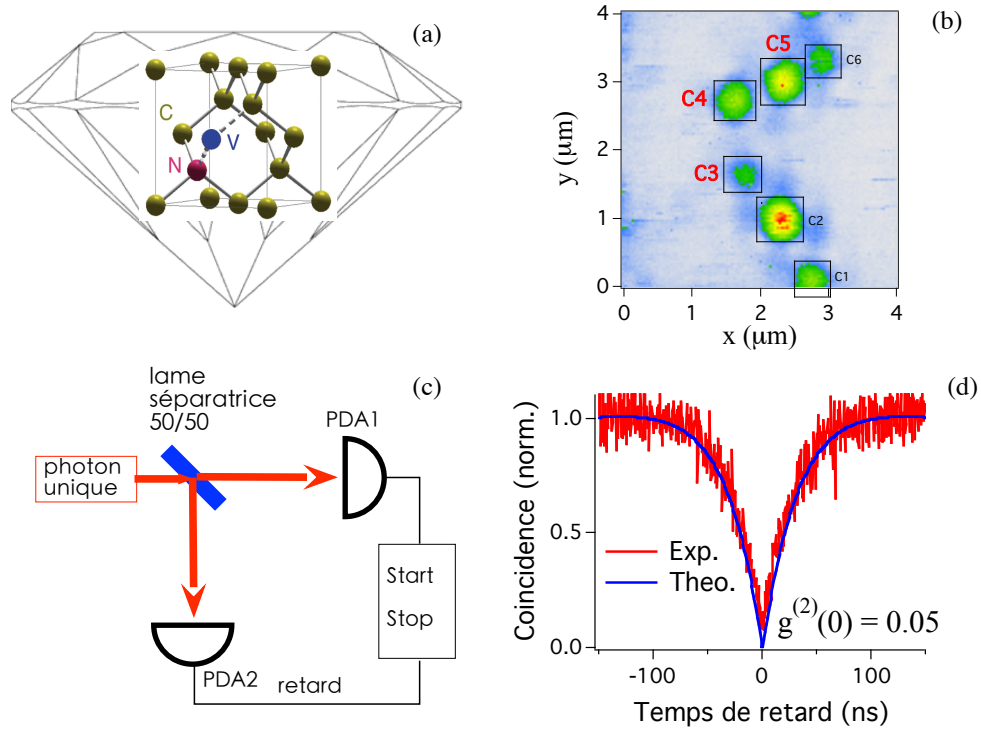 (a)
C
N
V
(b)
4
3
2
1
0
y (μm)
C5
C6
C4
C3
C2
C1
0
1
2
3
4
x (μm)
(c)
lame
séparatrice
50/50
PDA1
photon
unique
Start
Stop
PDA2
retard
(d)
1.0
0.5
0.0
Coincidence (norm.)
Exp.
Theo.
g(2)(0) = 0.05
-100
0
100
Temps de retard (ns)